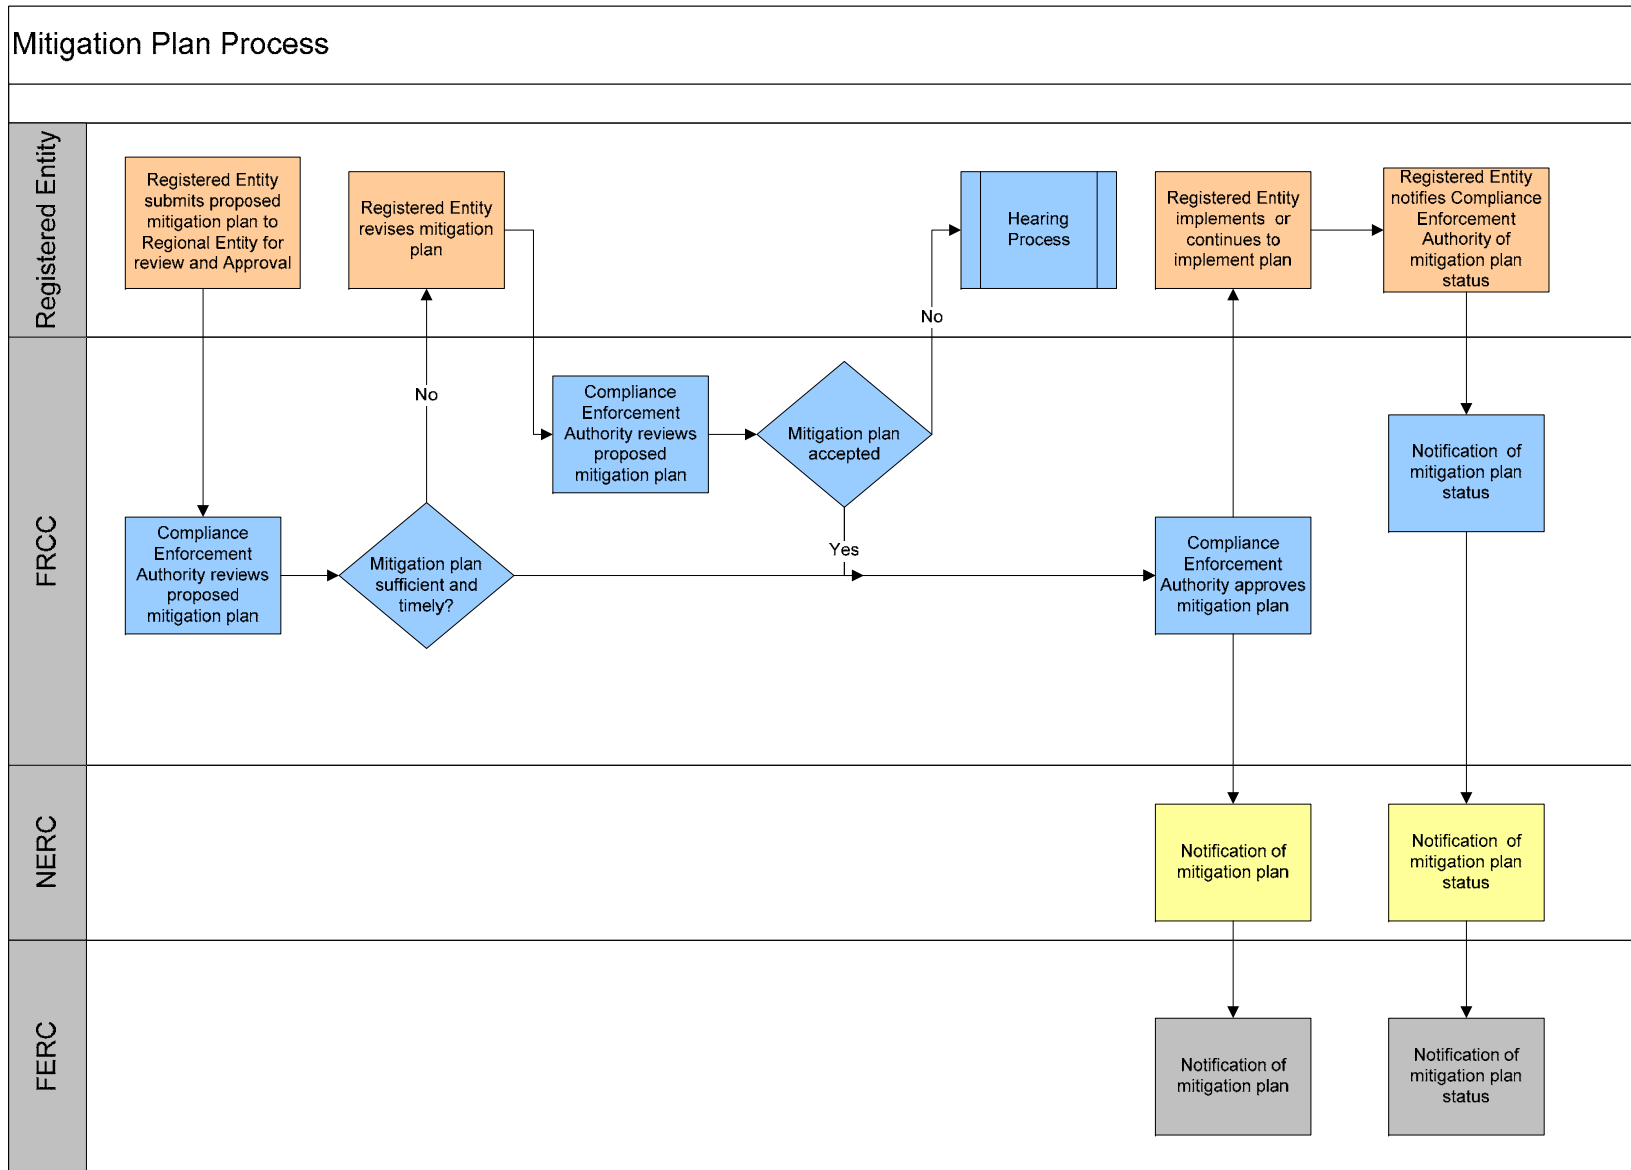 Mitigation Plan Process
Registered Entity
Registered Entity
submits proposed
mitigation plan to
Regional Entity for
review and Approval
Registered Entity
revises mitigation
plan
Hearing
Process
Registered Entity
implements or
continues to
implement plan
Registered Entity
notifies Compliance
Enforcement
Authority of
mitigation plan
status
No
FRCC
No
Compliance
Enforcement
Authority reviews
proposed
mitigation plan
Mitigation plan
accepted
Notification of
mitigation plan
status
Yes
Compliance
Enforcement
Authority reviews
proposed
mitigation plan
Mitigation plan
sufficient and
timely?
Compliance
Enforcement
Authority approves
mitigation plan
NERC
Notification of
mitigation plan
Notification of
mitigation plan
status
FERC
Notification of
mitigation plan
Notification of
mitigation plan
status